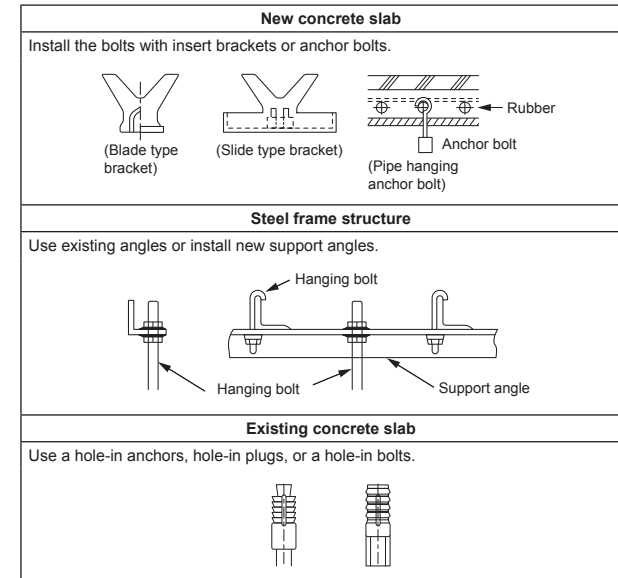 New concrete slab
Install the bolts with insert brackets or anchor bolts.
Rubber
Anchor bolt
(Blade type
bracket)
(Slide type bracket)
(Pipe hanging
anchor bolt)
Steel frame structure
Use existing angles or install new support angles.
Hanging bolt
Hanging bolt
Support angle
Existing concrete slab
Use a hole-in anchors, hole-in plugs, or a hole-in bolts.